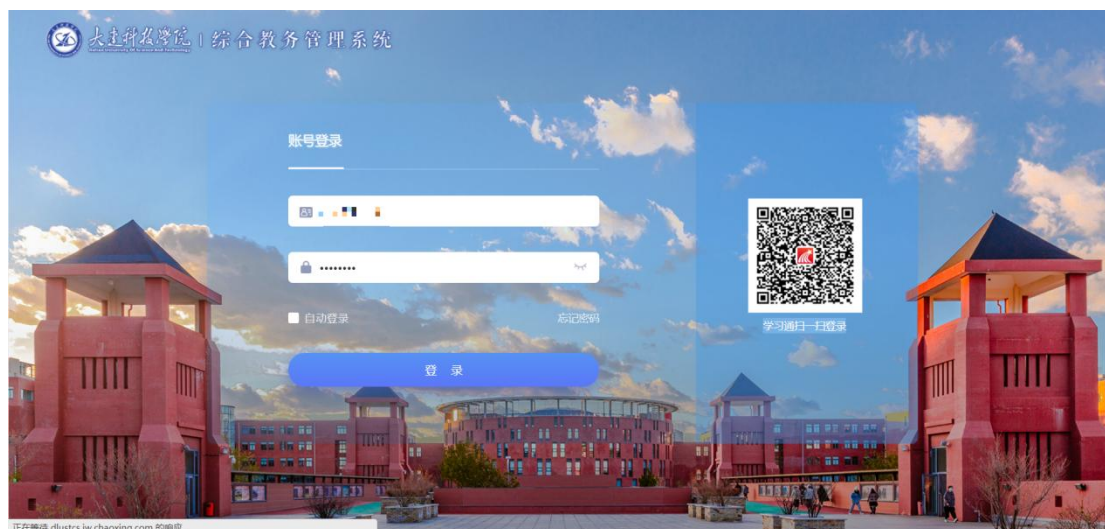 大连科技学院 | 综合教务管理系统
账号登录
••••••••
自动登录
忘记密码
登 录
学习通扫一扫登录
正在等待 dlustcs.jw.chaoxing.com 的响应